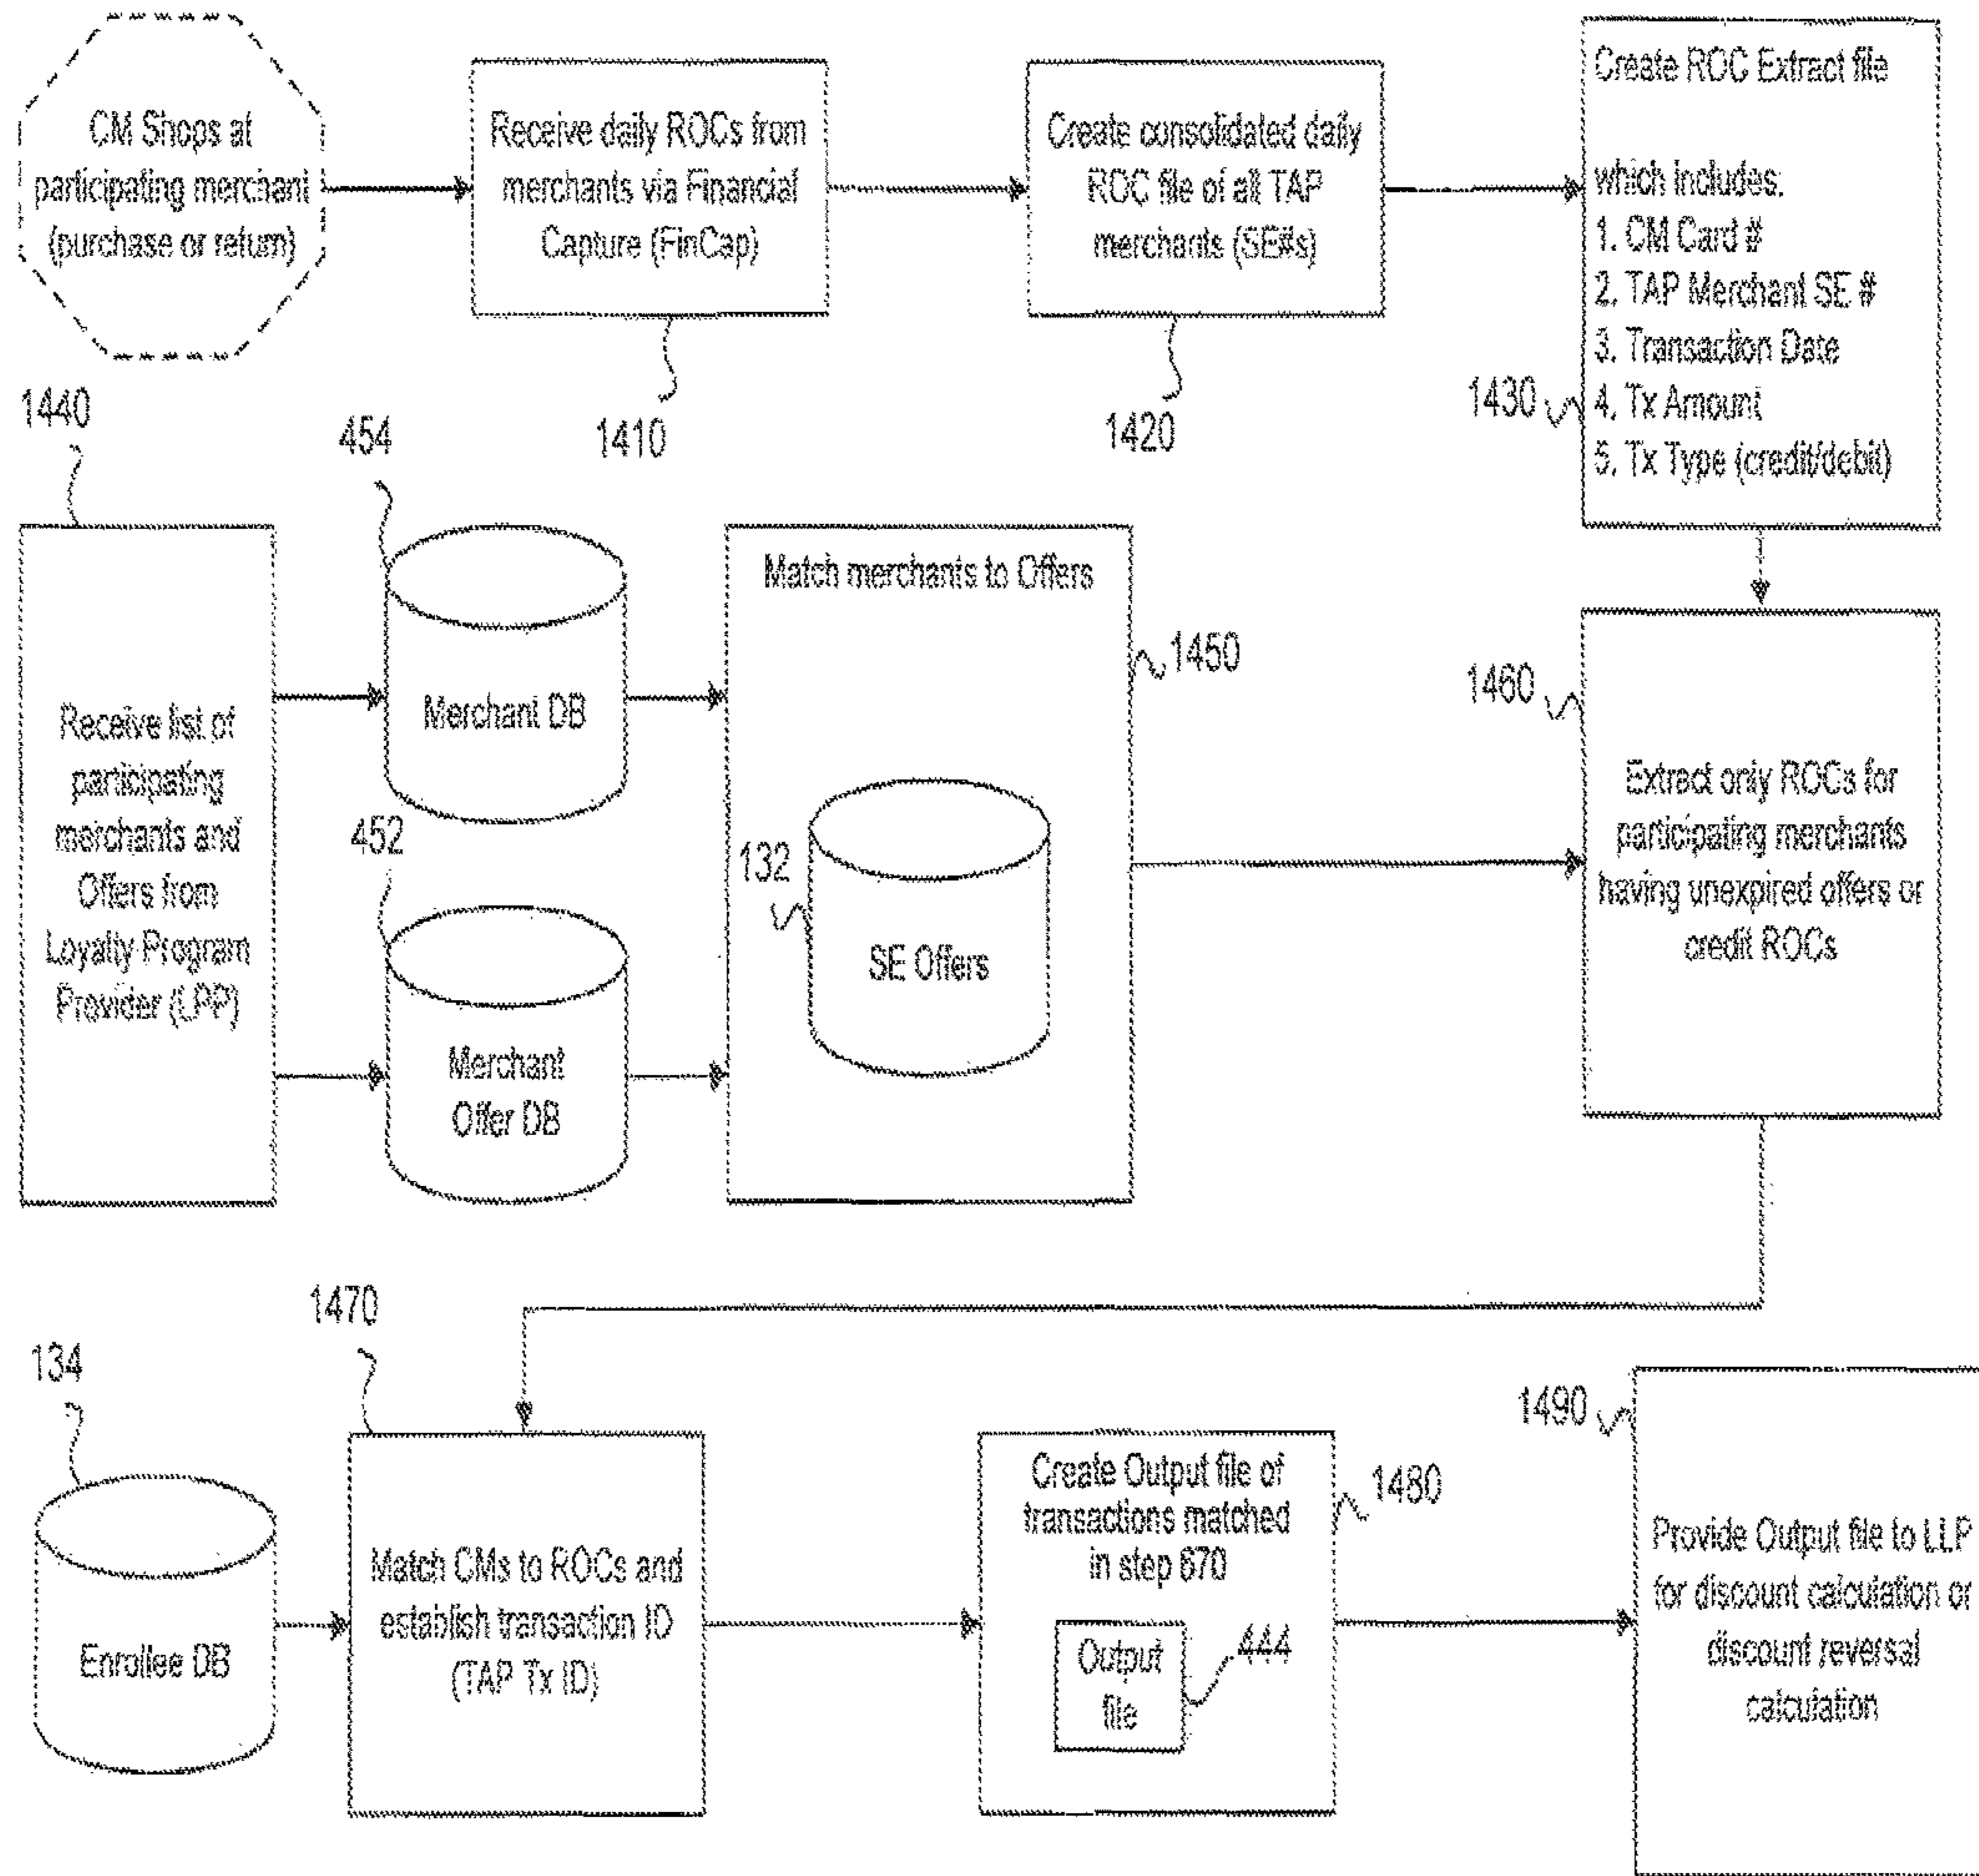 CM Shops at
participating merchant
(purchase or return)
Receive daily ROCs from
merchants via Financial
Capture (FinCap)
1410
Create consolidated daily
ROC file of all TAP
merchants (SE#s)
1420
Create ROC Extract file
which includes:
1. CM Card #
2. TAP Merchant SE #
3. Transaction Date
4. Tx Amount
5. Tx Type (credit/debit)
1430
1440
Receive list of
participating
merchants and
Offers from
Loyalty Program
Provider (LPP)
454
Merchant DB
452
Merchant
Offer DB
Match merchants to Offers
1450
132
SE Offers
1460
Extract only ROCs for
participating merchants
having unexpired offers or
credit ROCs
134
Enrollee DB
1470
Match CMs to ROCs and
establish transaction ID
(TAP Tx ID)
Create Output file of
transactions matched
in step 670
1480
Output
file
444
1490
Provide Output file to LLP
for discount calculation or
discount reversal
calculation